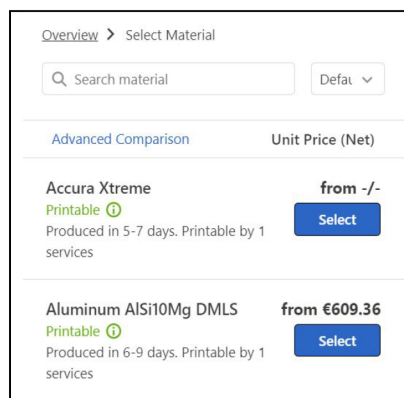 Overview > Select Material
Search material
Defau
Advanced Comparison Unit Price (Net)
Accura Xtreme from -/-
Printable
Select
Produced in 5-7 days. Printable by 1
services
Aluminum AlSi10Mg DMLS from €609.36
Printable
Select
Produced in 6-9 days. Printable by 1
services